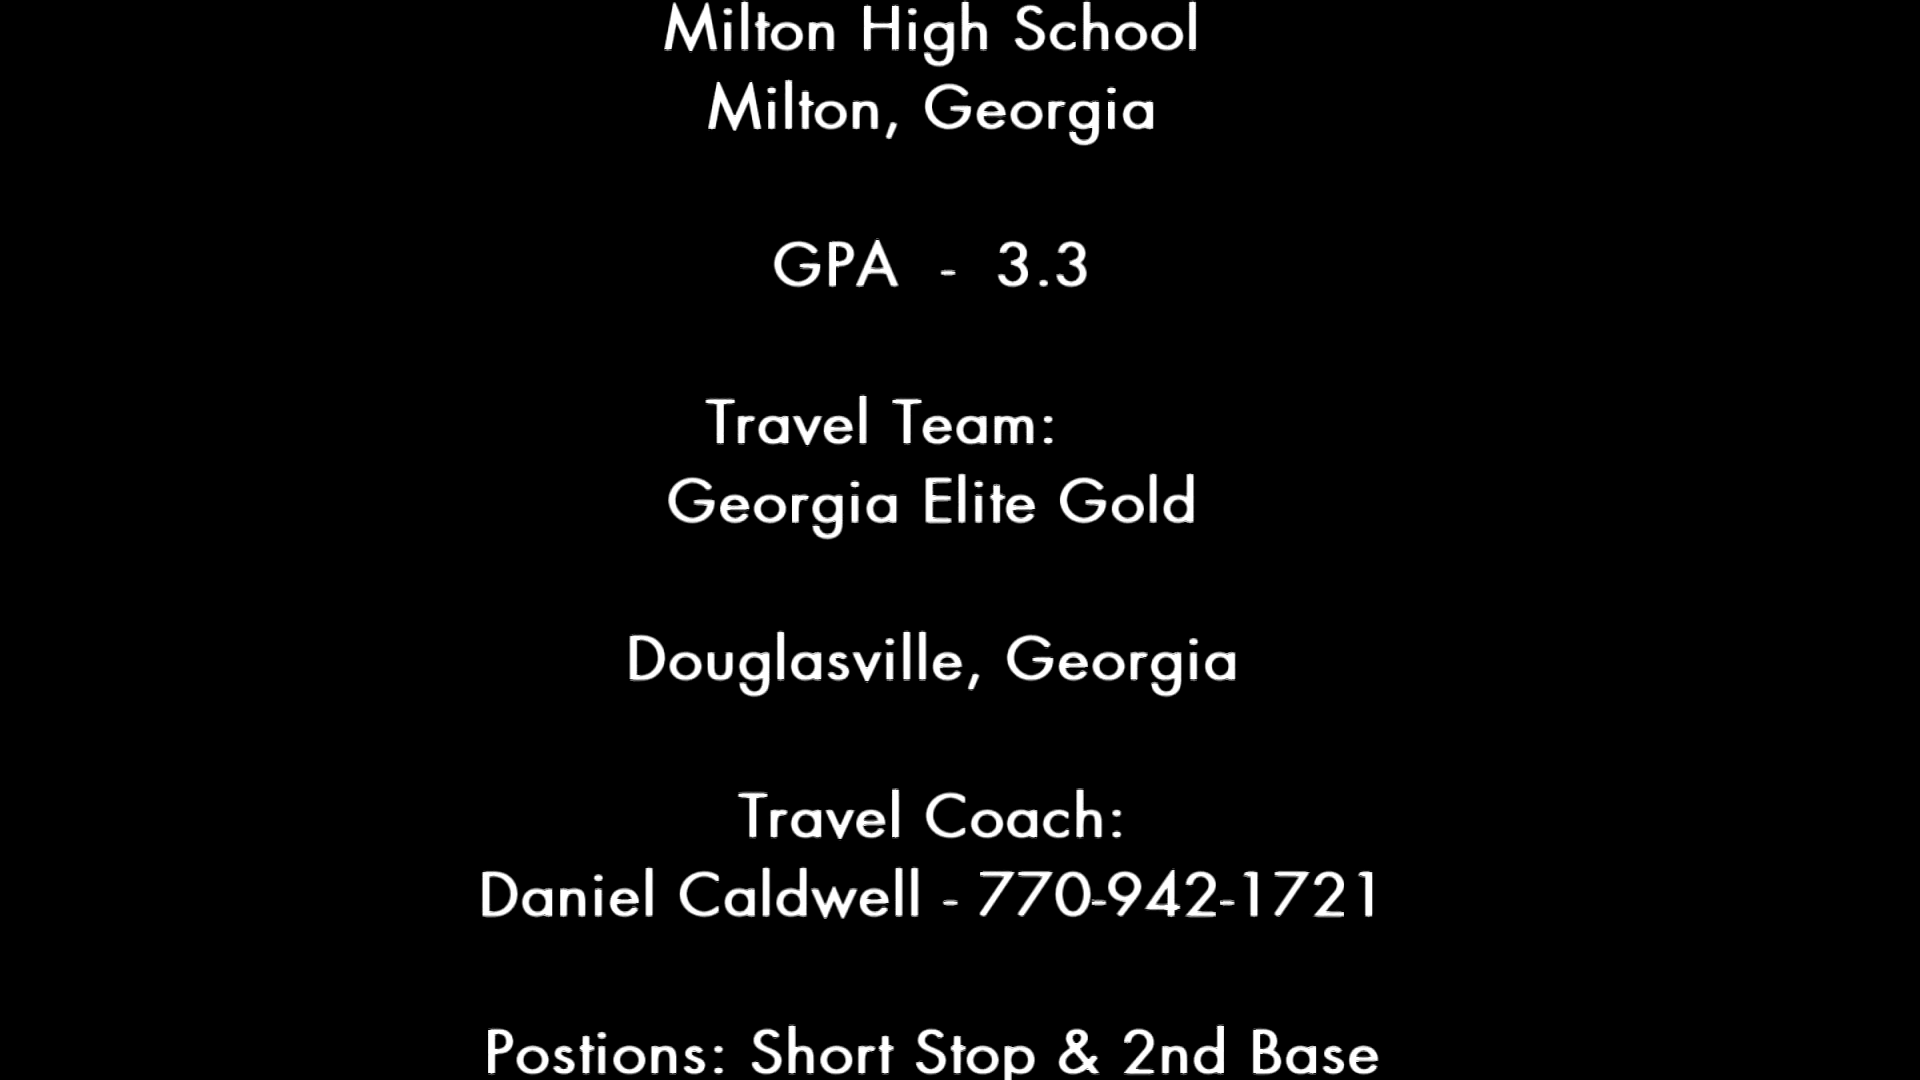 Milton High School
Milton, Georgia
GPA - 3.3
Travel Team:
Georgia Elite Gold
Douglasville, Georgia
Travel Coach:
Daniel Caldwell - 770-942-1721
Postions: Short Stop & 2nd Base